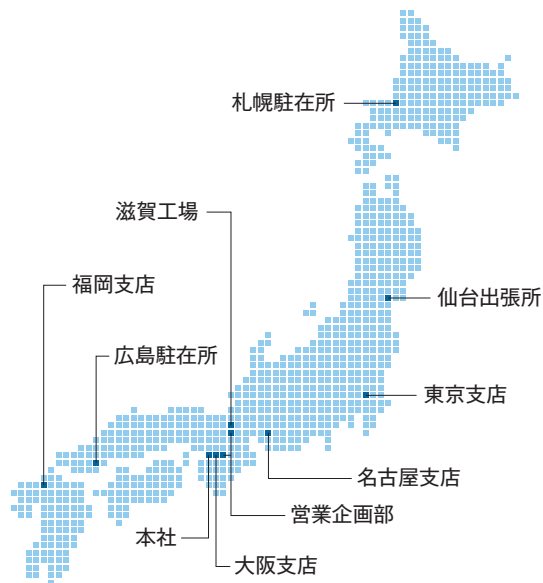 札幌駐在所
滋賀工場
福岡支店
仙台出張所
広島駐在所
東京支店
名古屋支店
営業企画部
本社
大阪支店